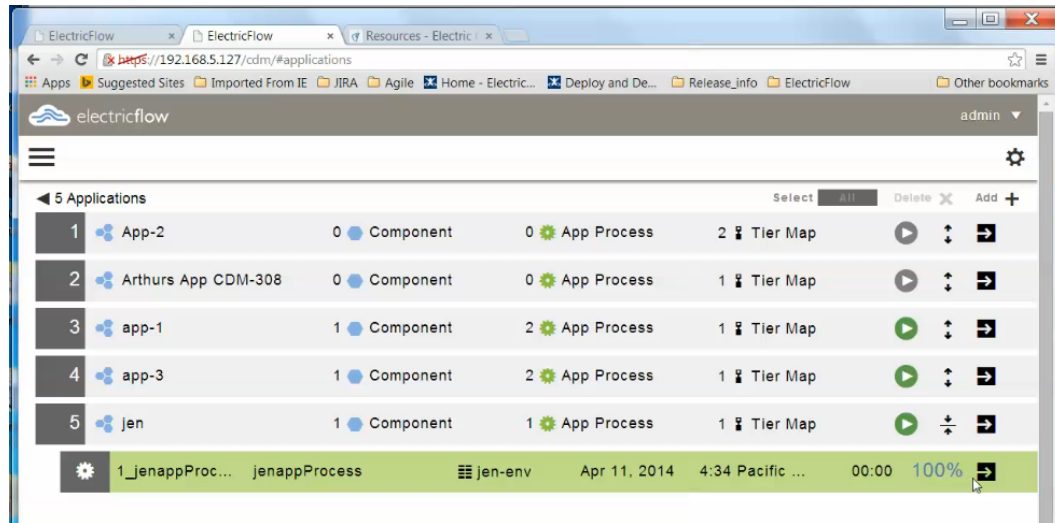 ElectricFlow
ElectricFlow
Resources - Electric
https://192.168.5.127/cdm/#applications
Apps Suggested Sites Imported From IE JIRA Agile Home - Electric... Deploy and De... Release_info ElectricFlow Other bookmarks
electricflow admin
5 Applications Select All Delete Add
1 App-2 0 Component 0 App Process 2 Tier Map
2 Arthurs App CDM-308 0 Component 0 App Process 1 Tier Map
3 app-1 1 Component 2 App Process 1 Tier Map
4 app-3 1 Component 2 App Process 1 Tier Map
5 jen 1 Component 1 App Process 1 Tier Map
1_jenappProc... jenappProcess jen-env Apr 11, 2014 4:34 Pacific ... 00:00 100%